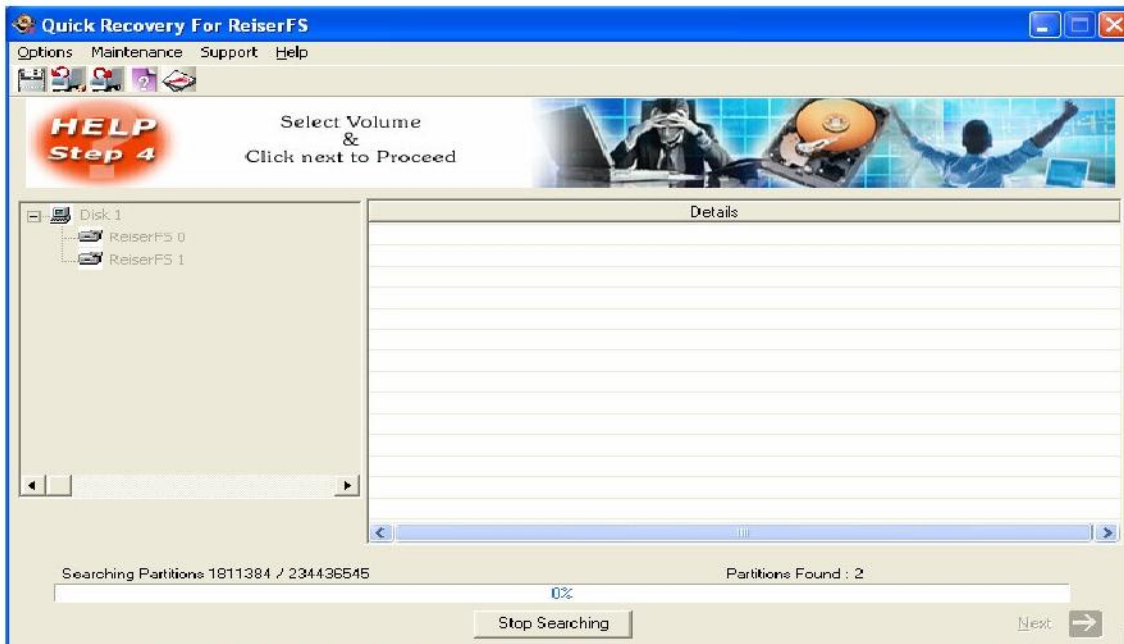 Quick Recovery For ReiserFS
Options Maintenance Support Help
HELP
Step 4
Select Volume
&
Click next to Proceed
Disk 1
ReiserFS 0
ReiserFS 1
Details
Searching Partitions 1811384 / 234436545
Partitions Found : 2
0%
Stop Searching
Next